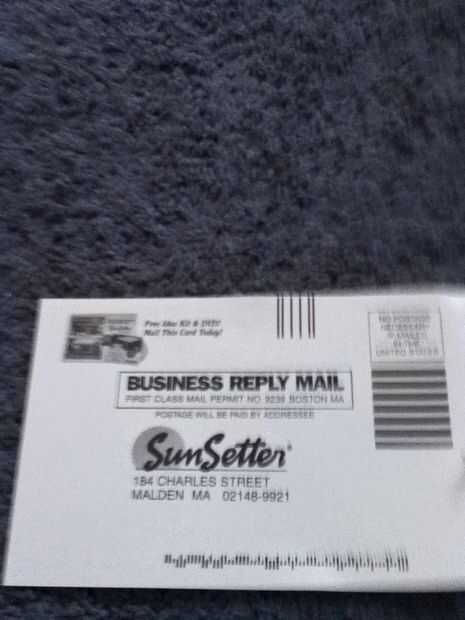 Free Idea Kit & DVD!
Mail This Card Today!
NO POSTAGE
NECESSARY
IF MAILED
IN THE
UNITED STATES
BUSINESS REPLY MAIL
FIRST CLASS MAIL PERMIT NO 9239 BOSTON MA
POSTAGE WILL BE PAID BY ADDRESSEE
SunSetter®
184 CHARLES STREET
MALDEN MA 02148-9921